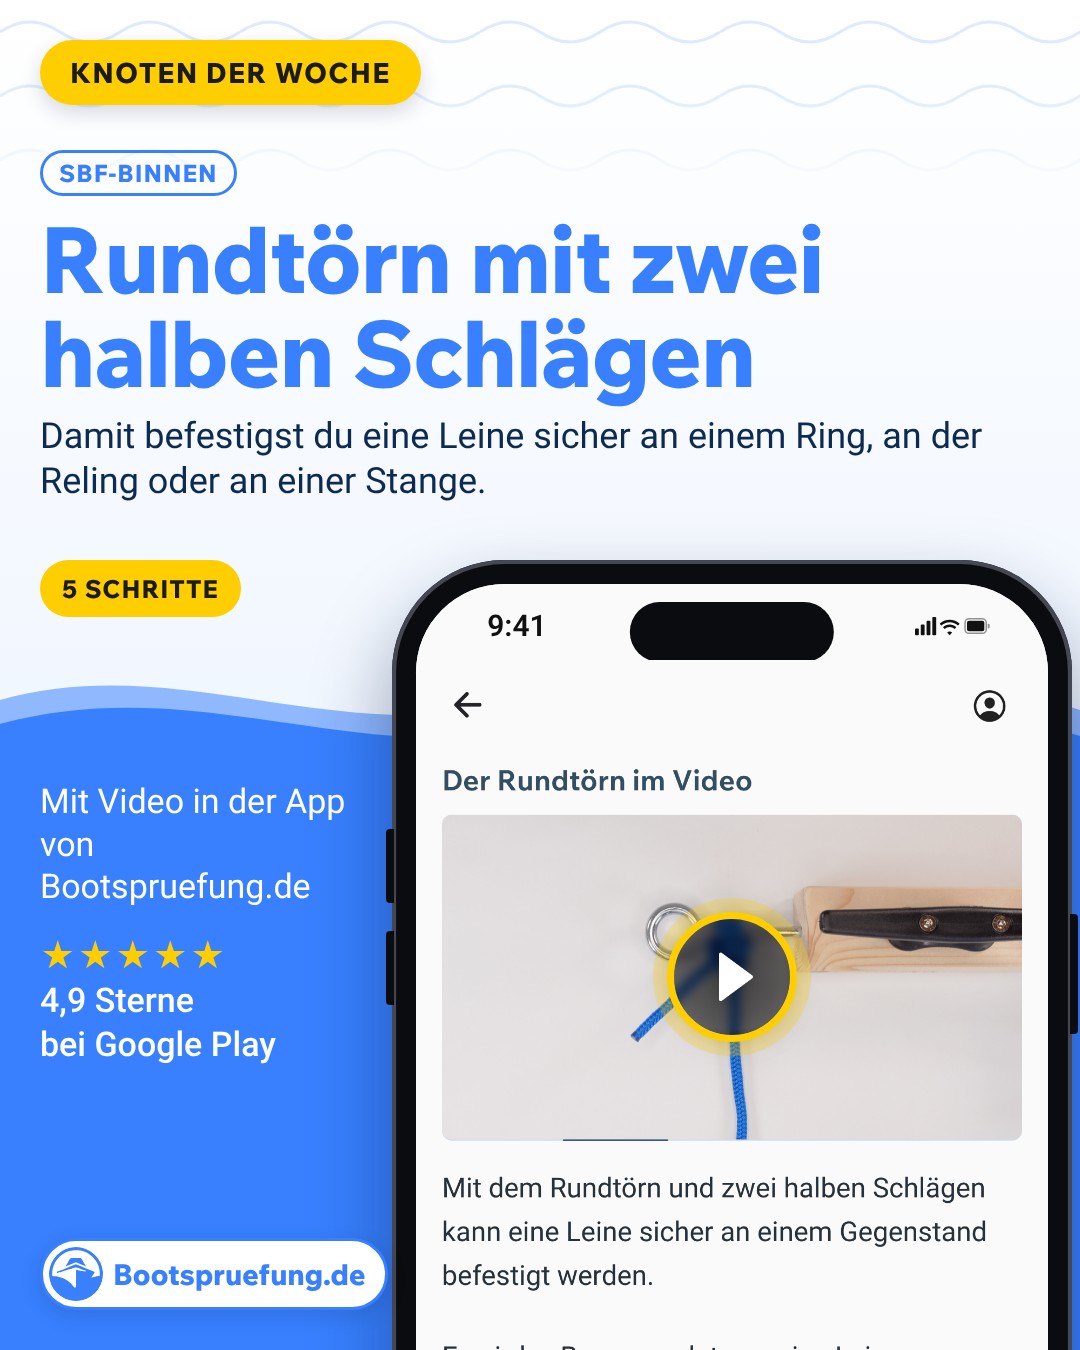 KNOTEN DER WOCHE
SBF-BINNEN
Rundtörn mit zwei
halben Schlägen
Damit befestigst du eine Leine sicher an einem Ring, an der
Reling oder an einer Stange.
5 SCHRITTE
9:41
Der Rundtörn im Video
Mit Video in der App
von
Bootspruefung.de
★★★★★
4,9 Sterne
bei Google Play
Mit dem Rundtörn und zwei halben Schlägen
kann eine Leine sicher an einem Gegenstand
befestigt werden.
Bootspruefung.de